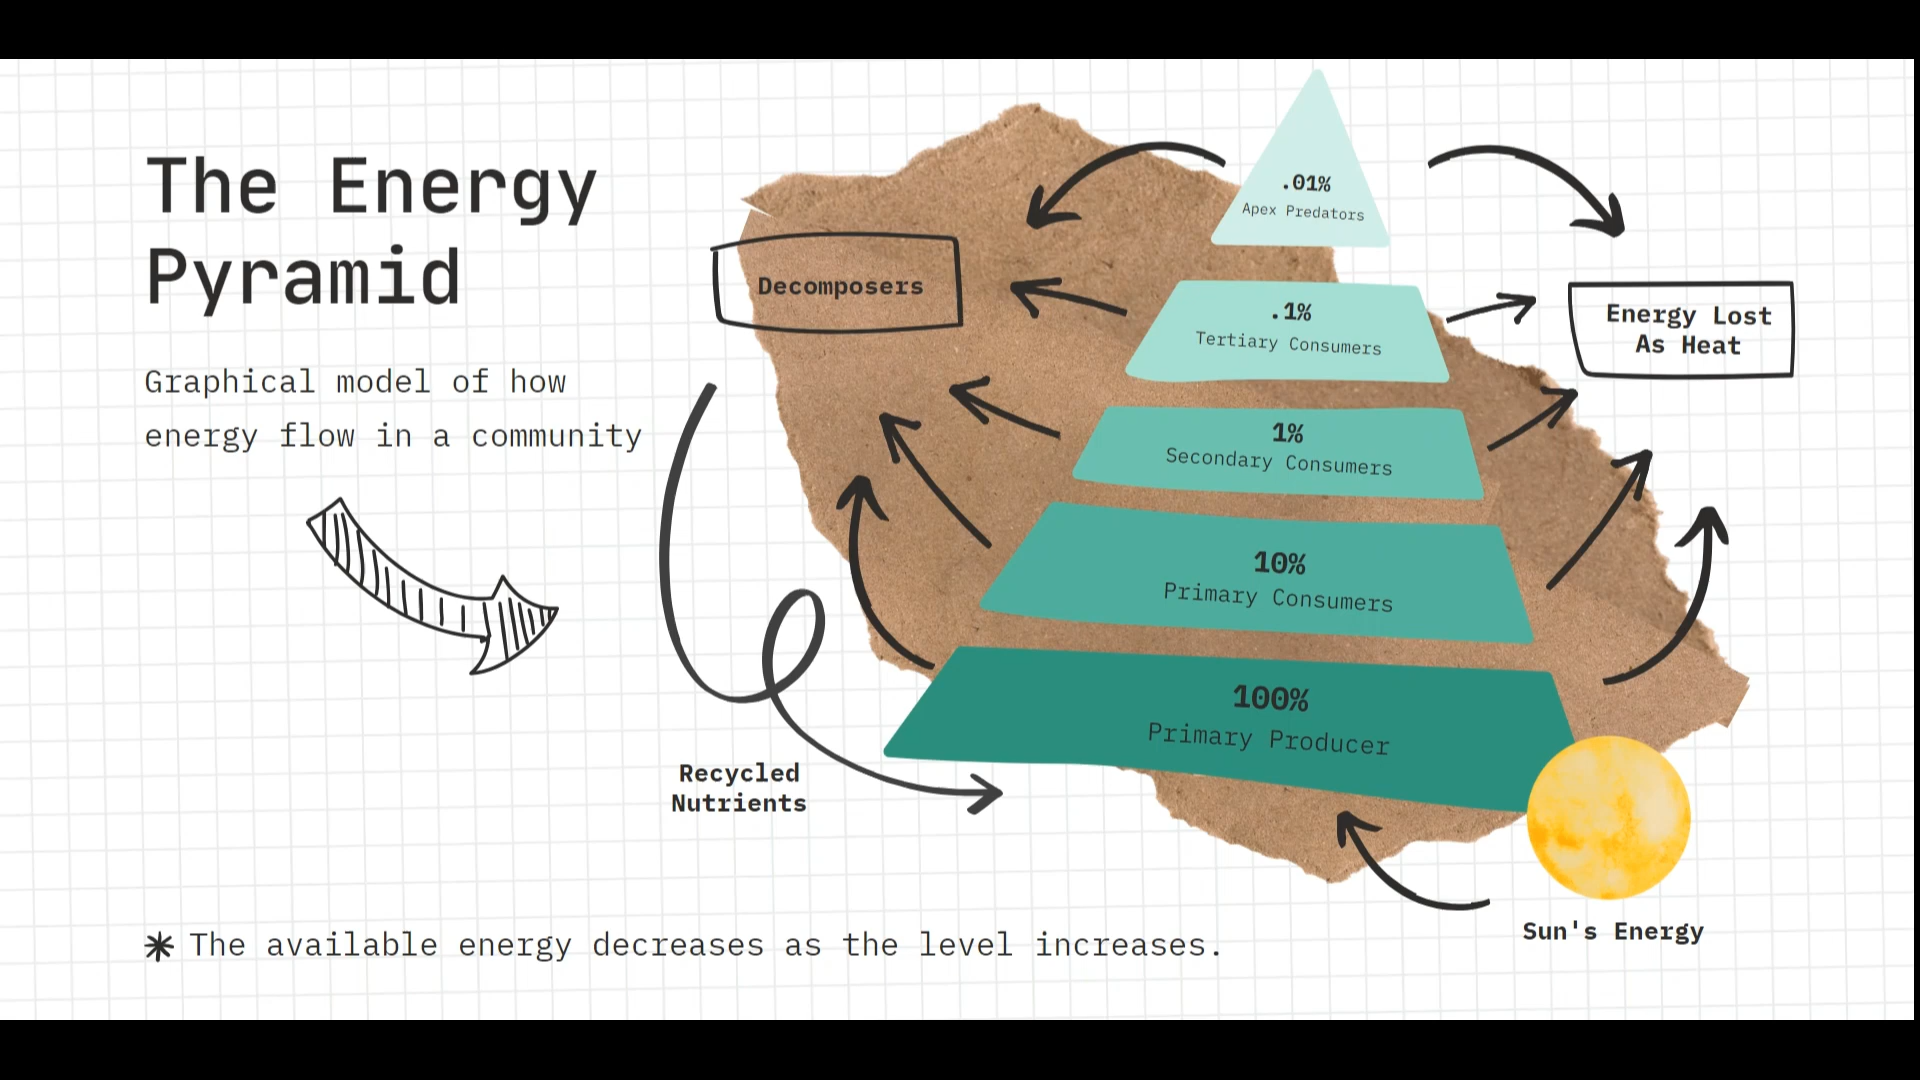 The Energy
Pyramid
Graphical model of how
energy flow in a community
.01%
Apex Predators
Decomposers
.1%
Tertiary Consumers
Energy Lost
As Heat
1%
Secondary Consumers
10%
Primary Consumers
100%
Primary Producer
Recycled
Nutrients
Sun's Energy
The available energy decreases as the level increases.